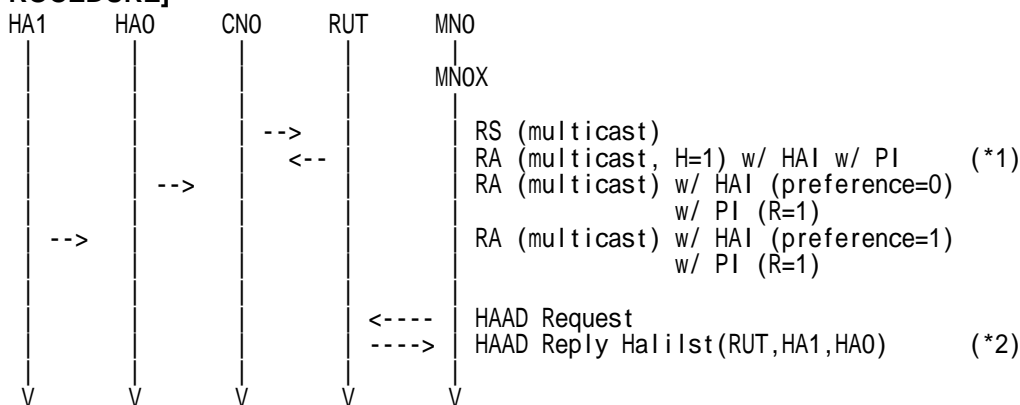 ROCEDURE]
HA1 HA0 CN0 RUT MN0
MN0X
--> RS (multicast)
<-- RA (multicast, H=1) w/ HAI w/ PI (*1)
--> RA (multicast) w/ HAI (preference=0)
w/ PI (R=1)
--> RA (multicast) w/ HAI (preference=1)
w/ PI (R=1)
<---- HAAD Request
----> HAAD Reply Halilst(RUT,HA1,HA0) (*2)
V V V V V